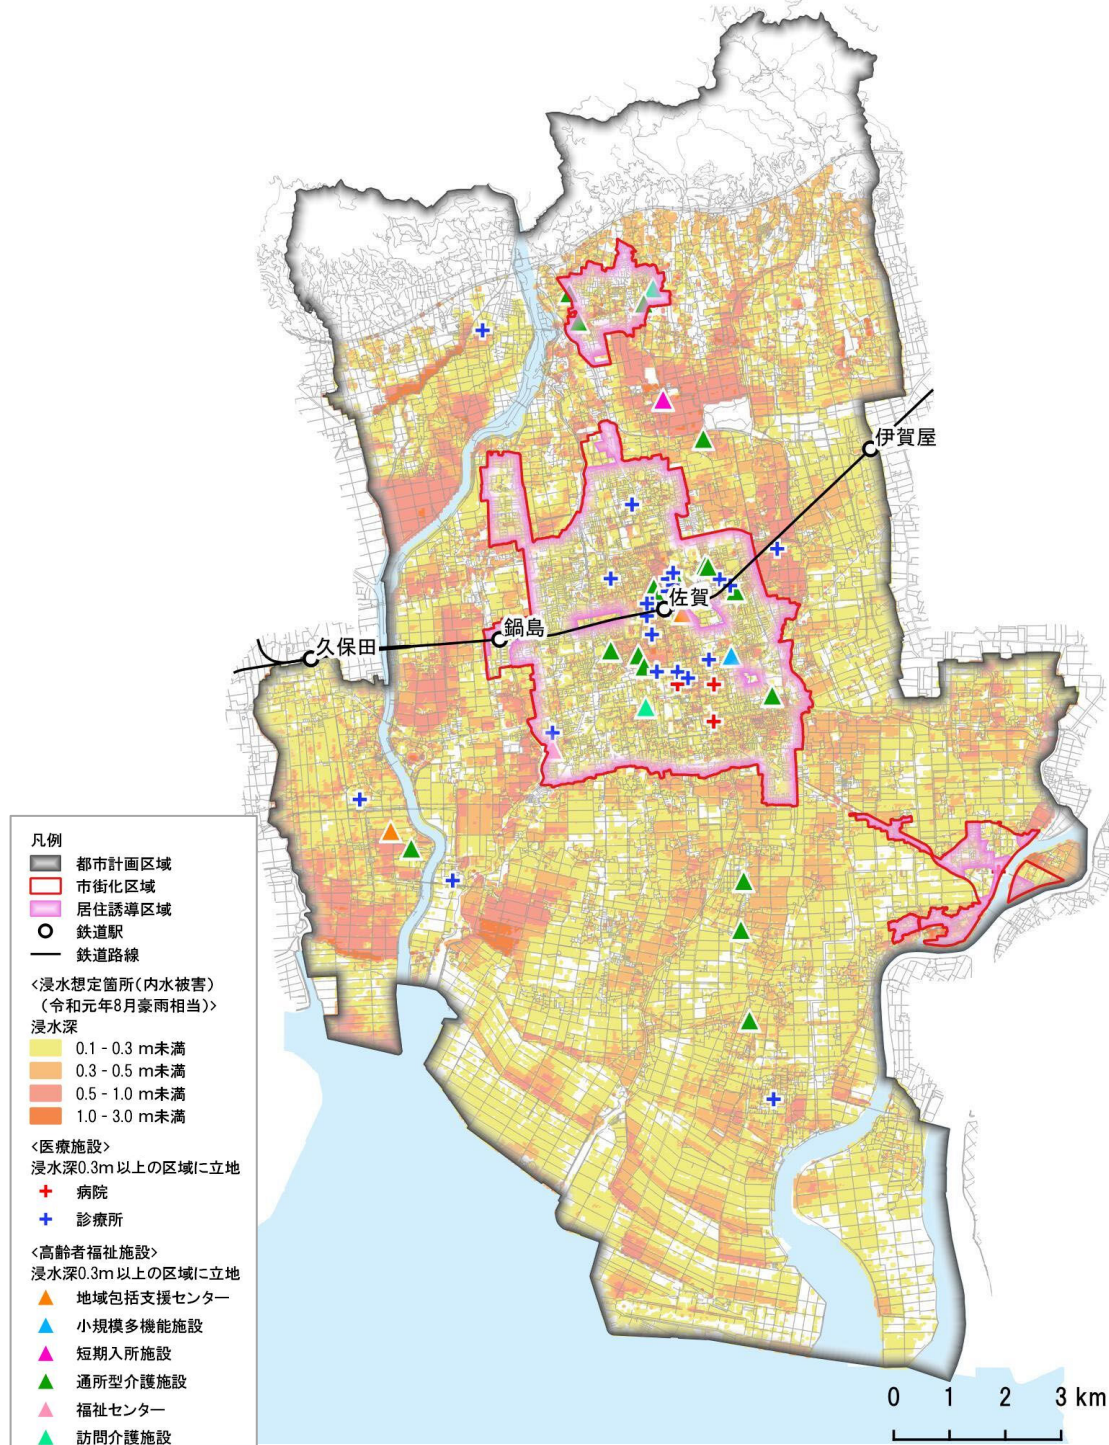 伊賀屋
佐賀
鍋島
久保田
凡例
都市計画区域
市街化区域
居住誘導区域
鉄道駅
鉄道路線
<浸水想定箇所(内水被害)
(令和元年8月豪雨相当)>
浸水深
0.1 - 0.3 m未満
0.3 - 0.5 m未満
0.5 - 1.0 m未満
1.0 - 3.0 m未満
<医療施設>
浸水深0.3m以上の区域に立地
病院
診療所
<高齢者福祉施設>
浸水深0.3m以上の区域に立地
地域包括支援センター
小規模多機能施設
短期入所施設
通所型介護施設
福祉センター
訪問介護施設
0 1 2 3 km